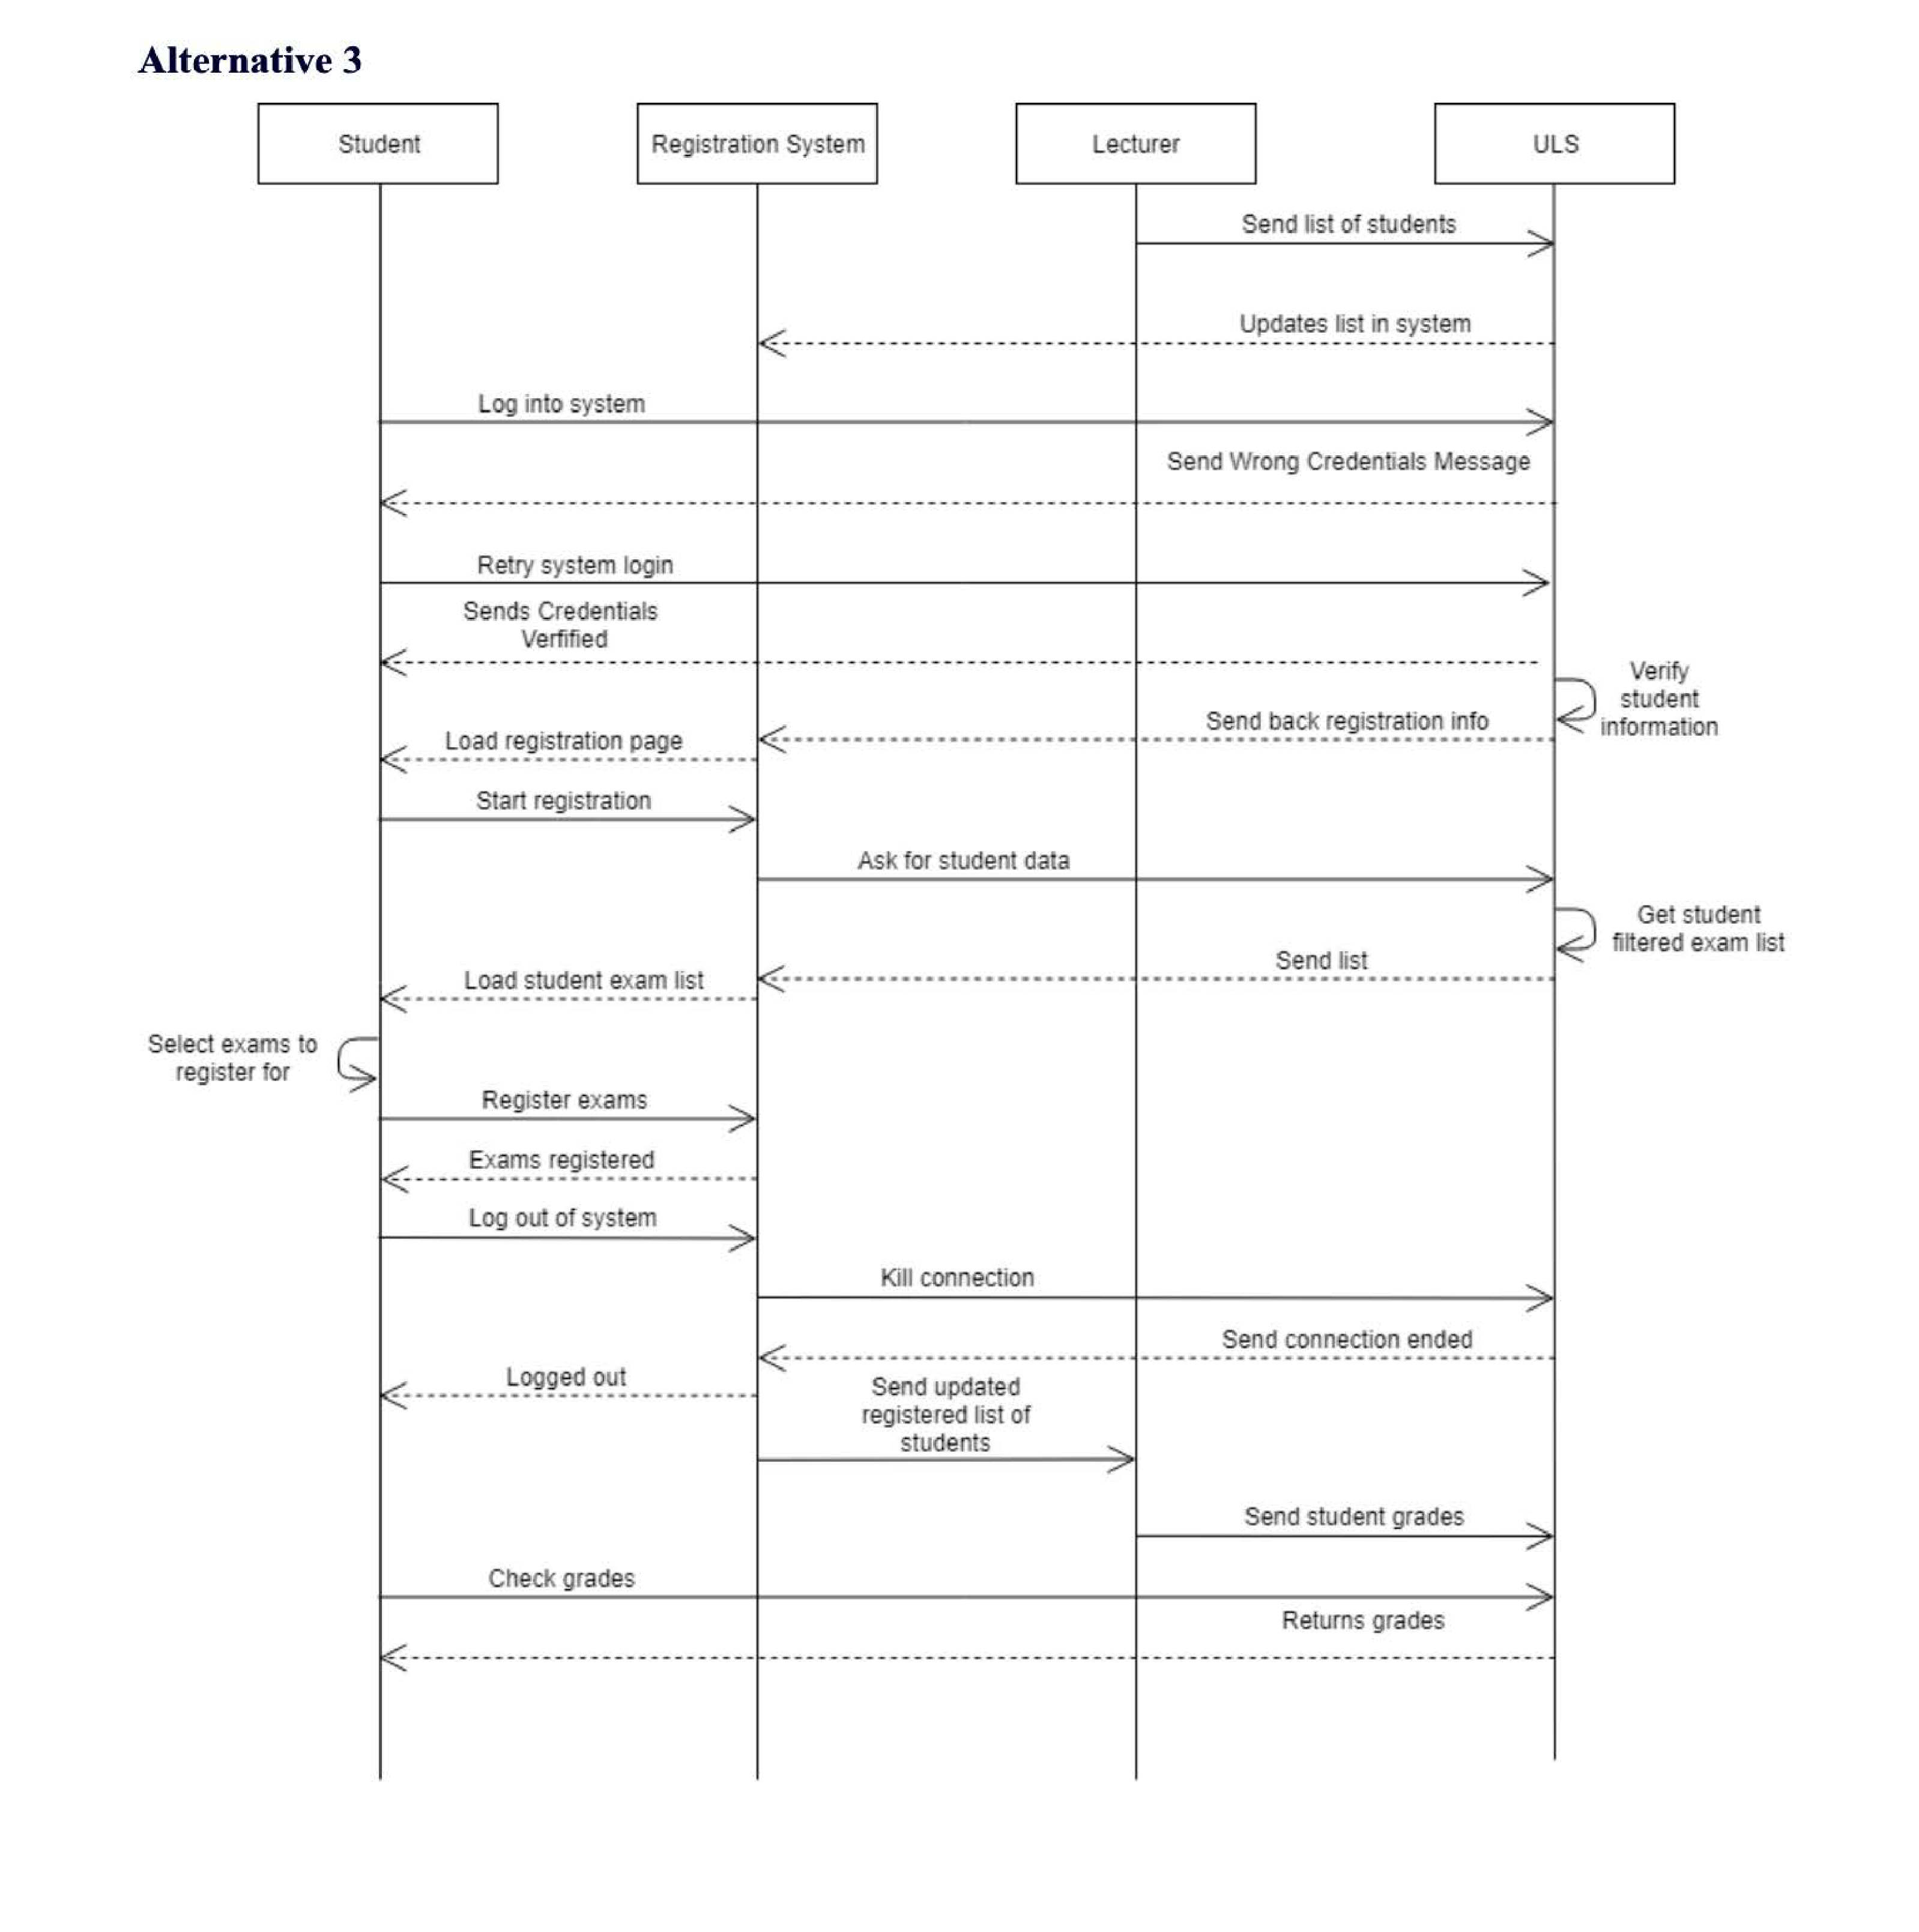 Alternative 3
Student
Registration System
Lecturer
ULS
Send list of students
Updates list in system
Log into system
Send Wrong Credentials Message
Retry system login
Sends Credentials
Verfified
Verify
student
information
Send back registration info
Load registration page
Start registration
Ask for student data
Get student
filtered exam list
Send list
Load student exam list
Select exams to
register for
Register exams
Exams registered
Log out of system
Kill connection
Send connection ended
Logged out
Send updated
registered list of
students
Send student grades
Check grades
Returns grades